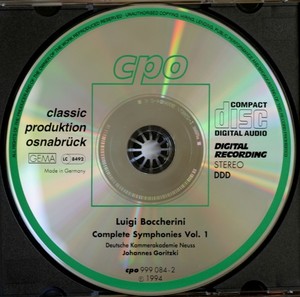 cpo
classic
produktion
osnabrück
GEMA
LC 8492
Made in Germany
COMPACT
disc
DIGITAL AUDIO
DIGITAL
RECORDING
STEREO
DDD
Luigi Boccherini
Complete Symphonies Vol. 1
Deutsche Kammerakademie Neuss
Johannes Goritzki
cpo 999 084-2
℗ 1994